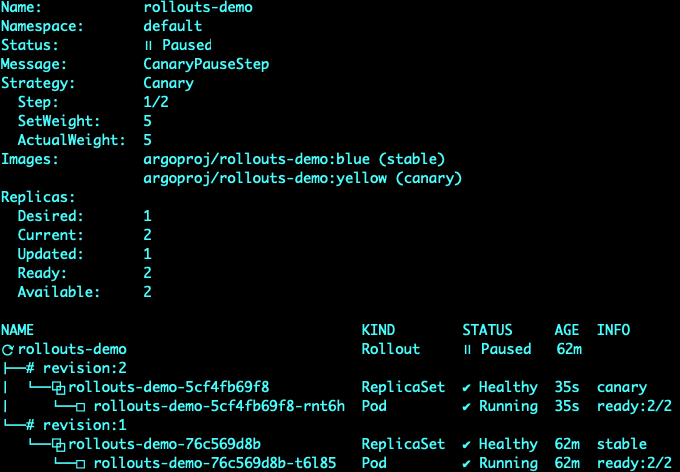 Name: rollouts-demo
Namespace: default
Status: ॥ Paused
Message: CanaryPauseStep
Strategy: Canary
Step: 1/2
SetWeight: 5
ActualWeight: 5
Images: argoproj/rollouts-demo:blue (stable)
argoproj/rollouts-demo:yellow (canary)
Replicas:
Desired: 1
Current: 2
Updated: 1
Ready: 2
Available: 2
NAME KIND STATUS AGE INFO
⟳ rollouts-demo Rollout ॥ Paused 62m
├──# revision:2
│ └──⧉ rollouts-demo-5cf4fb69f8 ReplicaSet ✔ Healthy 35s canary
│ └──□ rollouts-demo-5cf4fb69f8-rnt6h Pod ✔ Running 35s ready:2/2
└──# revision:1
└──⧉ rollouts-demo-76c569d8b ReplicaSet ✔ Healthy 62m stable
└──□ rollouts-demo-76c569d8b-t6l85 Pod ✔ Running 62m ready:2/2